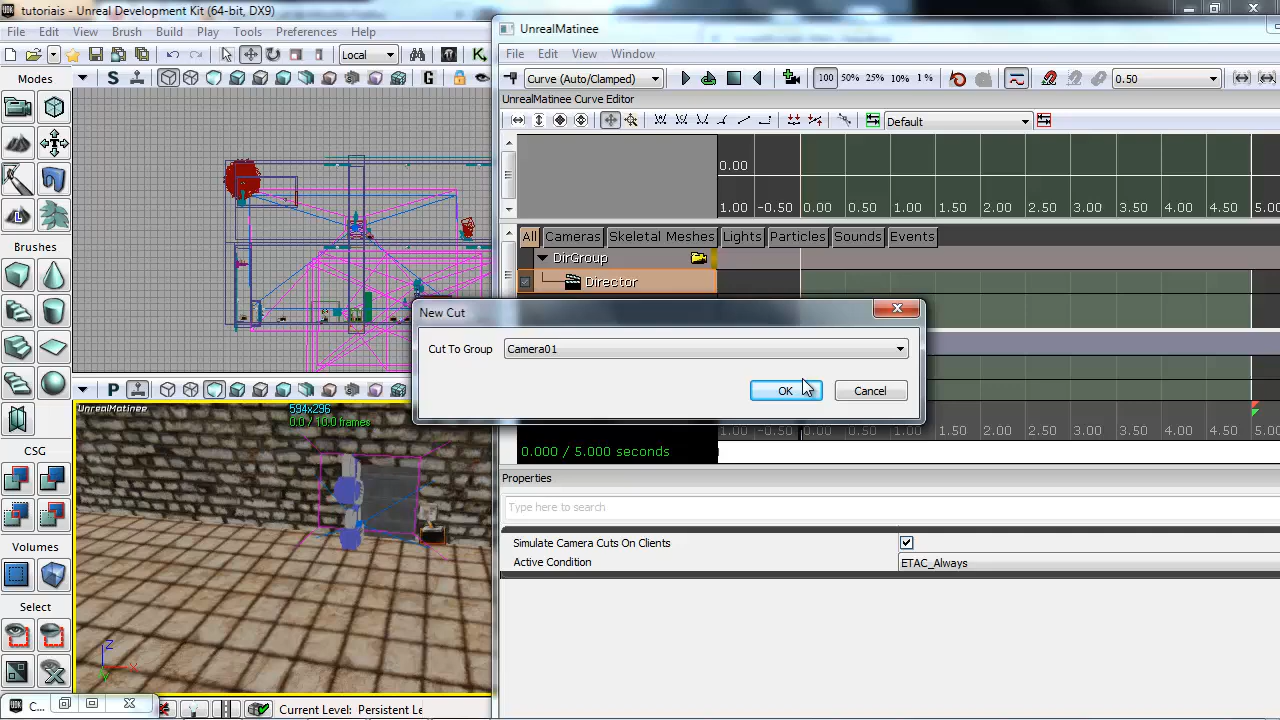 tutoriais - Unreal Development Kit (64-bit, DX9)
File Edit View Brush Build Play Tools Preferences Help
Local
Modes
Brushes
CSG
Volumes
Select
S
G
P
L
UnrealMatinee
594x296
0.0 / 10.0 frames
Z
X
Y
C...
Current Level: Persistent Le
UnrealMatinee
File Edit View Window
Curve (Auto/Clamped) 100 50% 25% 10% 1 % 0.50
UnrealMatinee Curve Editor
Default
0.00
1.00 -0.50 0.00 0.50 1.00 1.50 2.00 2.50 3.00 3.50 4.00 4.50 5.0
All Cameras Skeletal Meshes Lights Particles Sounds Events
DirGroup
Director
New Cut
Cut To Group Camera01
OK Cancel
1.00 -0.50 0.00 0.50 1.00 1.50 2.00 2.50 3.00 3.50 4.00 4.50 5.0
0.000 / 5.000 seconds
Properties
Type here to search
Simulate Camera Cuts On Clients
Active Condition ETAC_Always